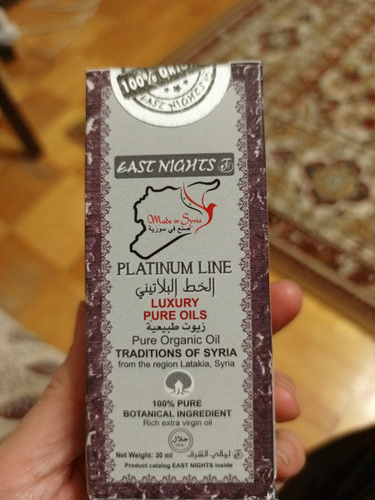 100% ORIGINAL
EAST NIGHTS
EAST NIGHTS
Made in Syria
صنع في سورية
PLATINUM LINE
الخط البلاتيني
LUXURY
PURE OILS
زيوت طبيعية
Pure Organic Oil
TRADITIONS OF SYRIA
from the region Latakia, Syria
100% PURE
BOTANICAL INGREDIENT
Rich extra virgin oil
حلال
Net Weight: 30 ml
ليالي الشرق
Product catalog EAST NIGHTS inside